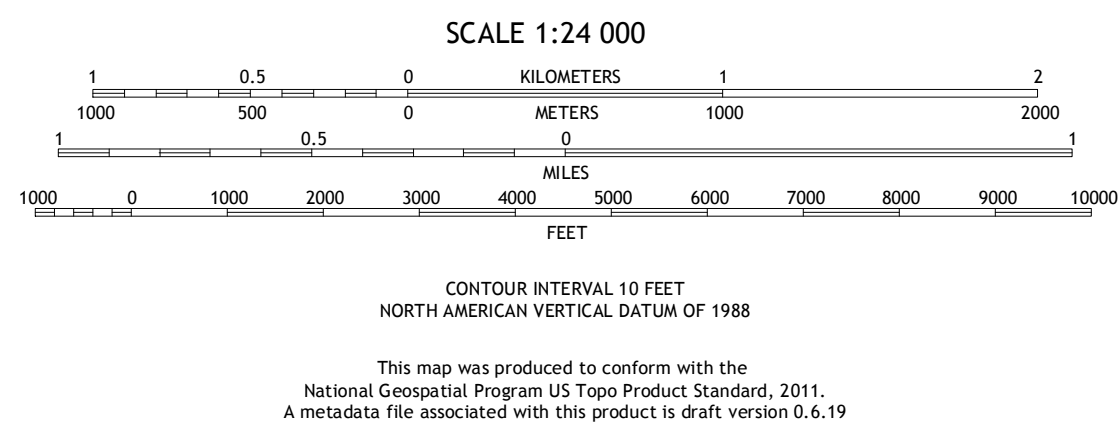 SCALE 1:24 000
1 0.5 0 KILOMETERS 1 2
1000 500 0 METERS 1000 2000
1 0.5 0 1
MILES
1000 0 1000 2000 3000 4000 5000 6000 7000 8000 9000 10000
FEET
CONTOUR INTERVAL 10 FEET
NORTH AMERICAN VERTICAL DATUM OF 1988
This map was produced to conform with the
National Geospatial Program US Topo Product Standard, 2011.
A metadata file associated with this product is draft version 0.6.19